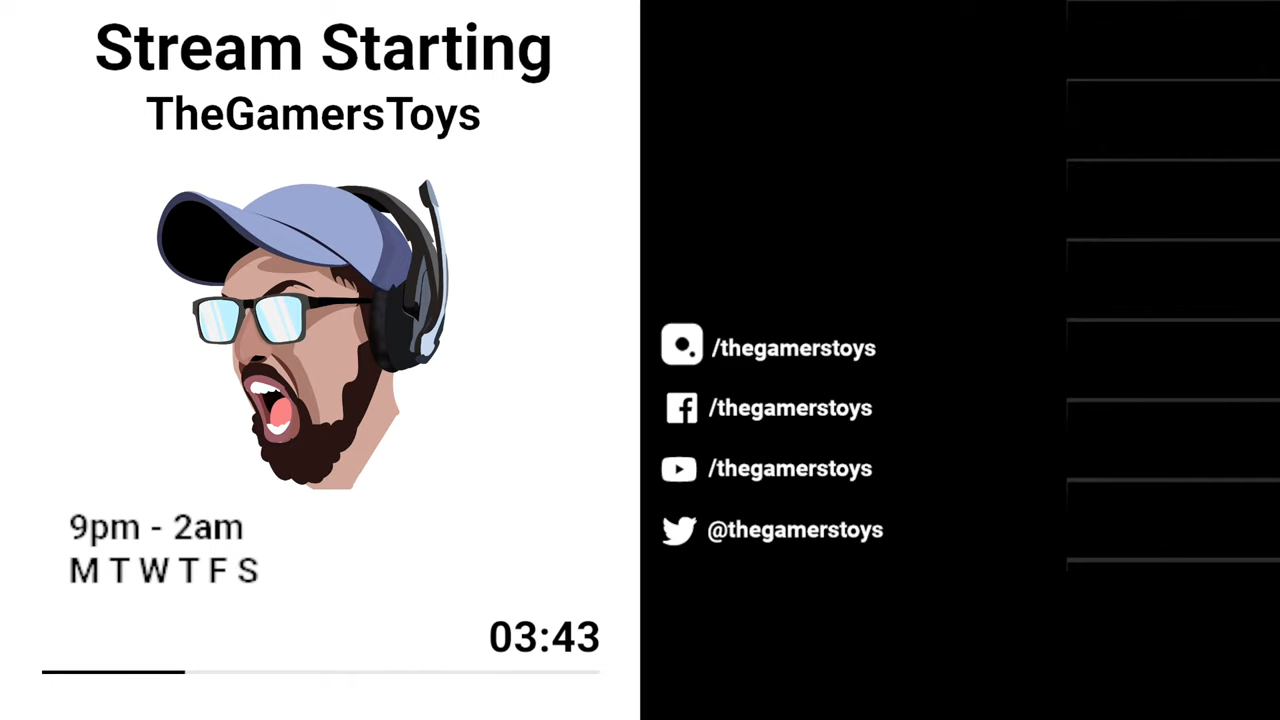 Stream Starting
TheGamersToys
9pm - 2am
M T W T F S
03:43
/thegamerstoys
/thegamerstoys
/thegamerstoys
@thegamerstoys